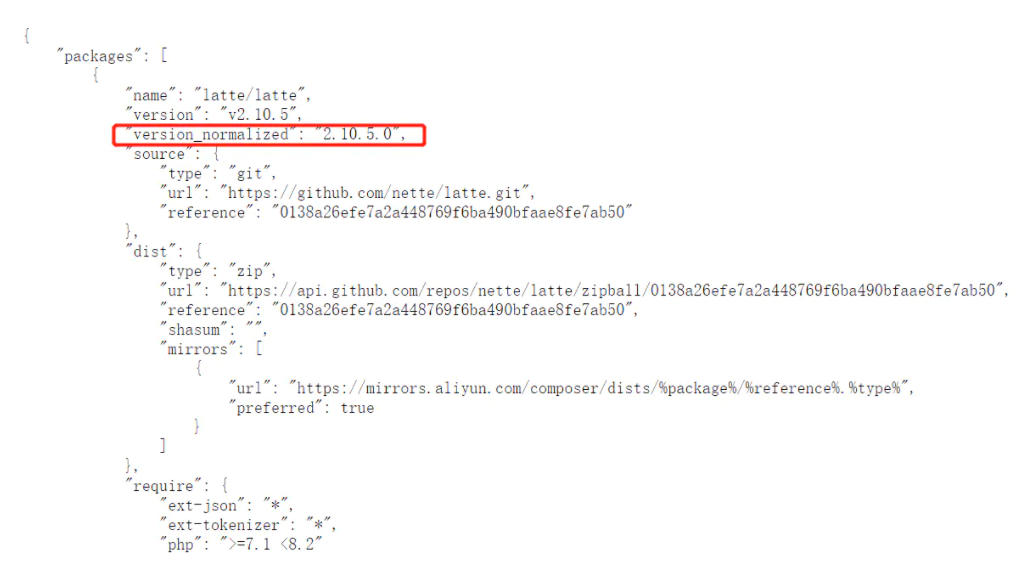 {
"packages": [
{
"name": "latte/latte",
"version": "v2.10.5",
"version_normalized": "2.10.5.0",
"source": {
"type": "git",
"url": "https://github.com/nette/latte.git",
"reference": "0138a26efe7a2a448769f6ba490bfaae8fe7ab50"
},
"dist": {
"type": "zip",
"url": "https://api.github.com/repos/nette/latte/zipball/0138a26efe7a2a448769f6ba490bfaae8fe7ab50",
"reference": "0138a26efe7a2a448769f6ba490bfaae8fe7ab50",
"shasum": "",
"mirrors": [
{
"url": "https://mirrors.aliyun.com/composer/dists/%package%/%reference%.%type%",
"preferred": true
}
]
},
"require": {
"ext-json": "*",
"ext-tokenizer": "*",
"php": ">=7.1 <8.2"